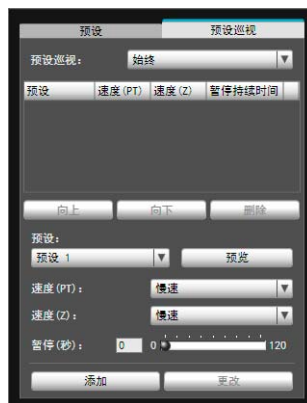 预设 预设巡视
预设巡视： 始终
预设 速度(PT) 速度(Z) 暂停持续时间
向上 向下 删除
预设：
预设 1 预览
速度(PT)： 慢速
速度(Z)： 慢速
暂停(秒)： 0 0 120
添加 更改